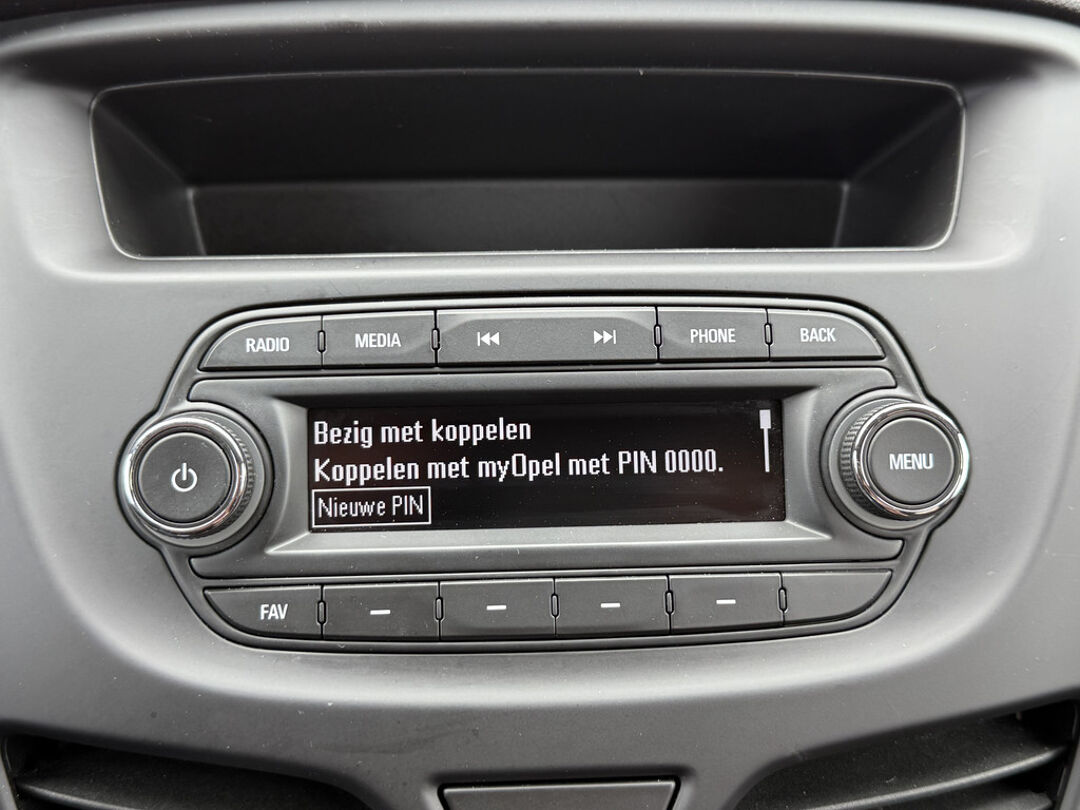 RADIO
MEDIA
PHONE
BACK
Bezig met koppelen
Koppelen met myOpel met PIN 0000.
Nieuwe PIN
MENU
FAV